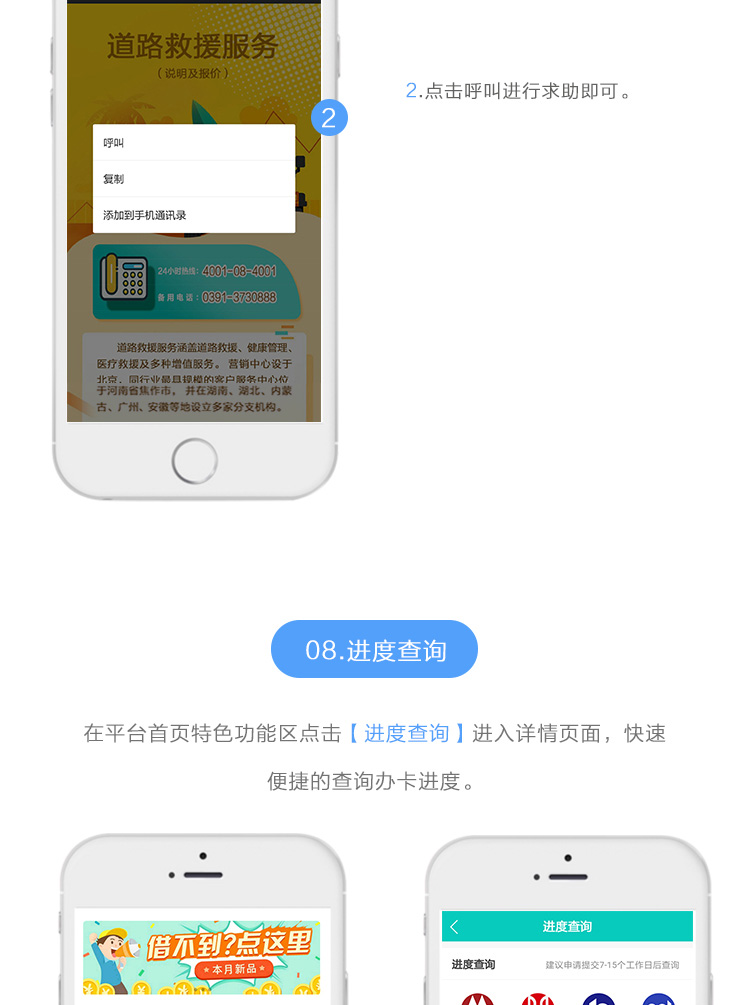 道路救援服务
(说明及报价)
2
2.点击呼叫进行求助即可。
呼叫
复制
添加到手机通讯录
24小时热线: 4001-08-4001
备用电话: 0391-3730888
道路救援服务涵盖道路救援、健康管理、
医疗救援及多种增值服务。 营销中心设于
北京，同行业最具规模的客户服务中心位
于河南省焦作市， 并在湖南、湖北、内蒙
古、广州、安徽等地设立多家分支机构。
08.进度查询
在平台首页特色功能区点击【进度查询】进入详情页面，快速
便捷的查询办卡进度。
借不到?点这里
本月新品
进度查询
进度查询 建议申请提交7-15个工作日后查询